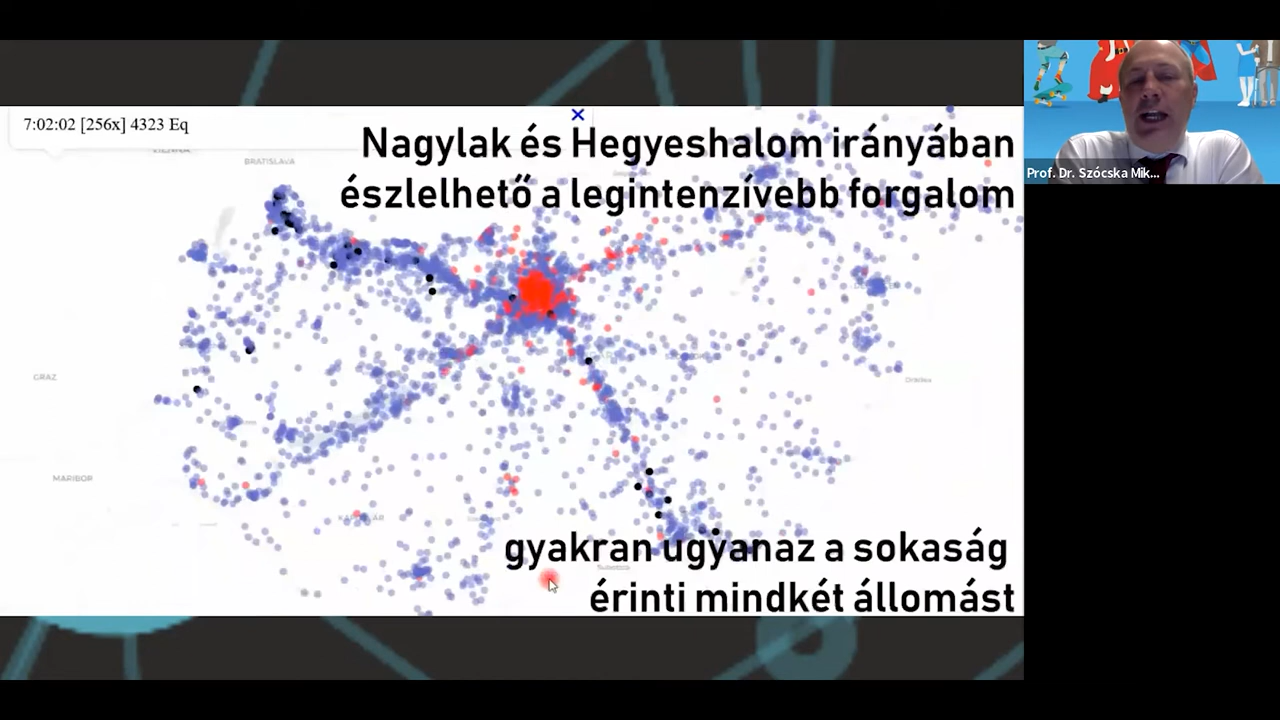 7:02:02 [256x] 4323 Eq
Nagylak és Hegyeshalom irányában
észlelhető a legintenzívebb forgalom
BRATISLAVA
GRAZ
MARIBOR
gyakran ugyanaz a sokaság
érinti mindkét állomást
Prof. Dr. Szócska Mik...